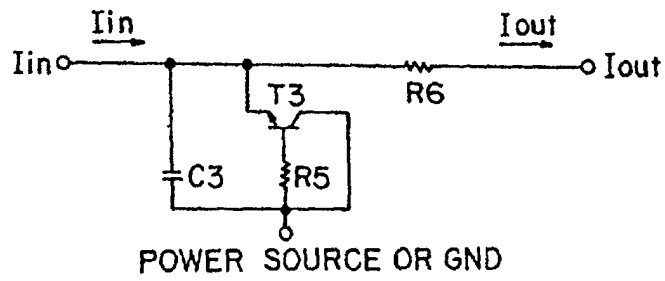 Iin
Iout
Iin
Iout
R6
T3
C3
R5
POWER SOURCE OR GND